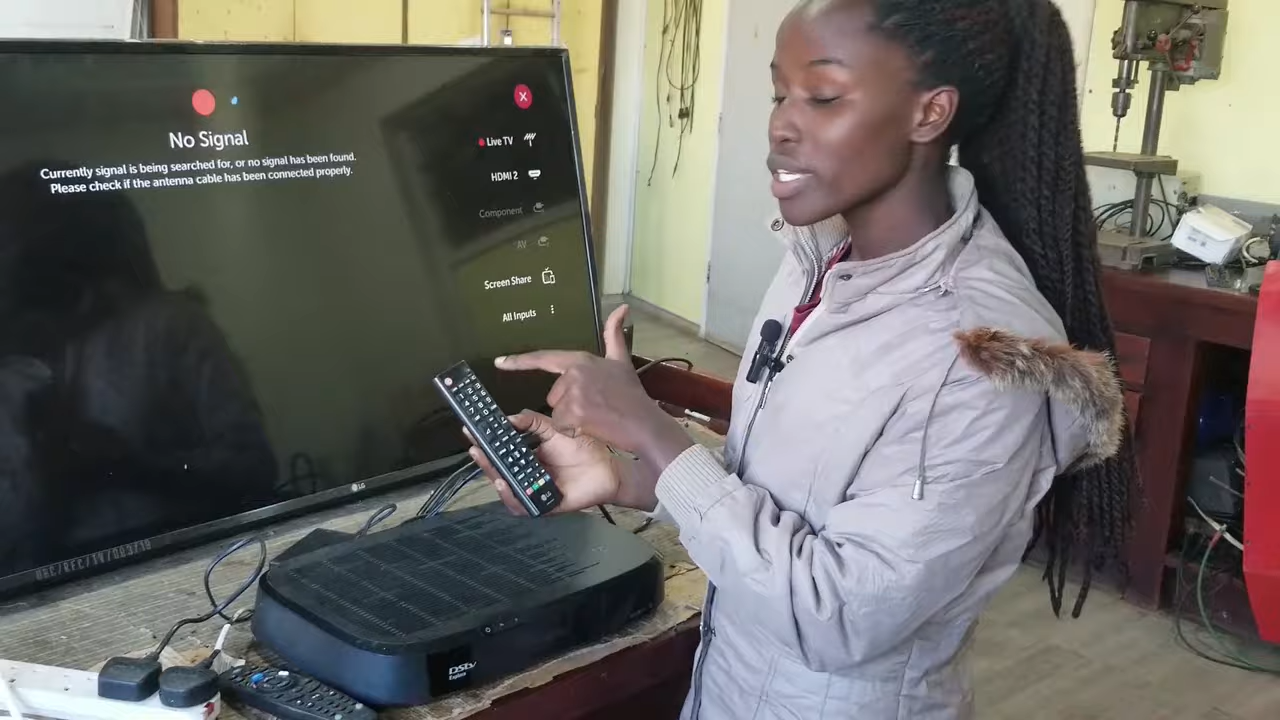 No Signal
Currently signal is being searched for, or no signal has been found.
Please check if the antenna cable has been connected properly.
Live TV
HDMI 2
Component
AV
Screen Share
All Inputs
LG
LG
DStv
Explora